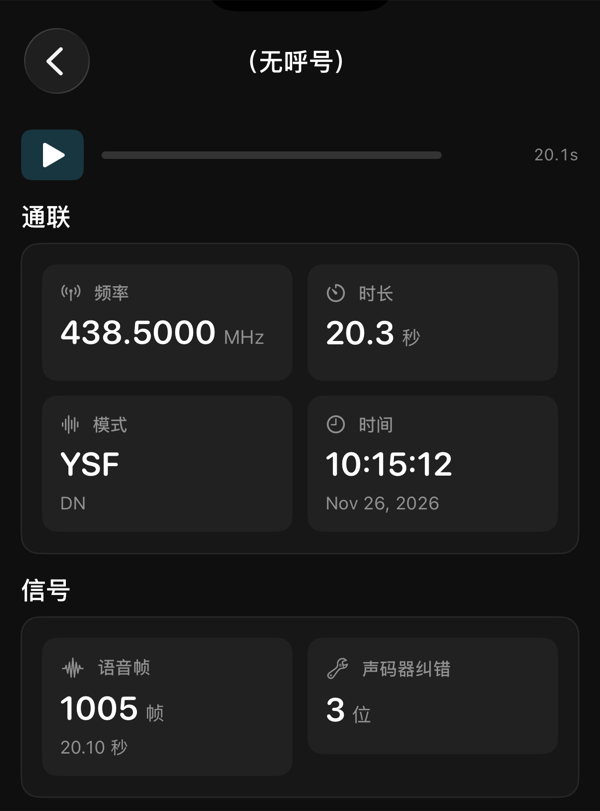 (无呼号)
20.1s
通联
频率
438.5000 MHz
时长
20.3 秒
模式
YSF
DN
时间
10:15:12
Nov 26, 2026
信号
语音帧
1005 帧
20.10 秒
声码器纠错
3 位